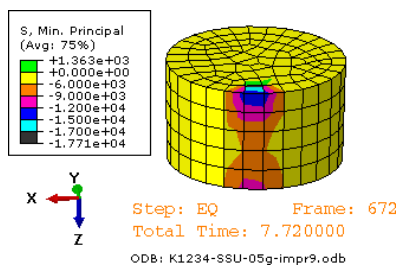 S, Min. Principal
(Avg: 75%)
+1.363e+03
+0.000e+00
-6.000e+03
-9.000e+03
-1.200e+04
-1.500e+04
-1.700e+04
-1.771e+04
Y
X
Z
Step: EQ Frame: 672
Total Time: 7.720000
ODB: K1234-SSU-05g-impr9.odb